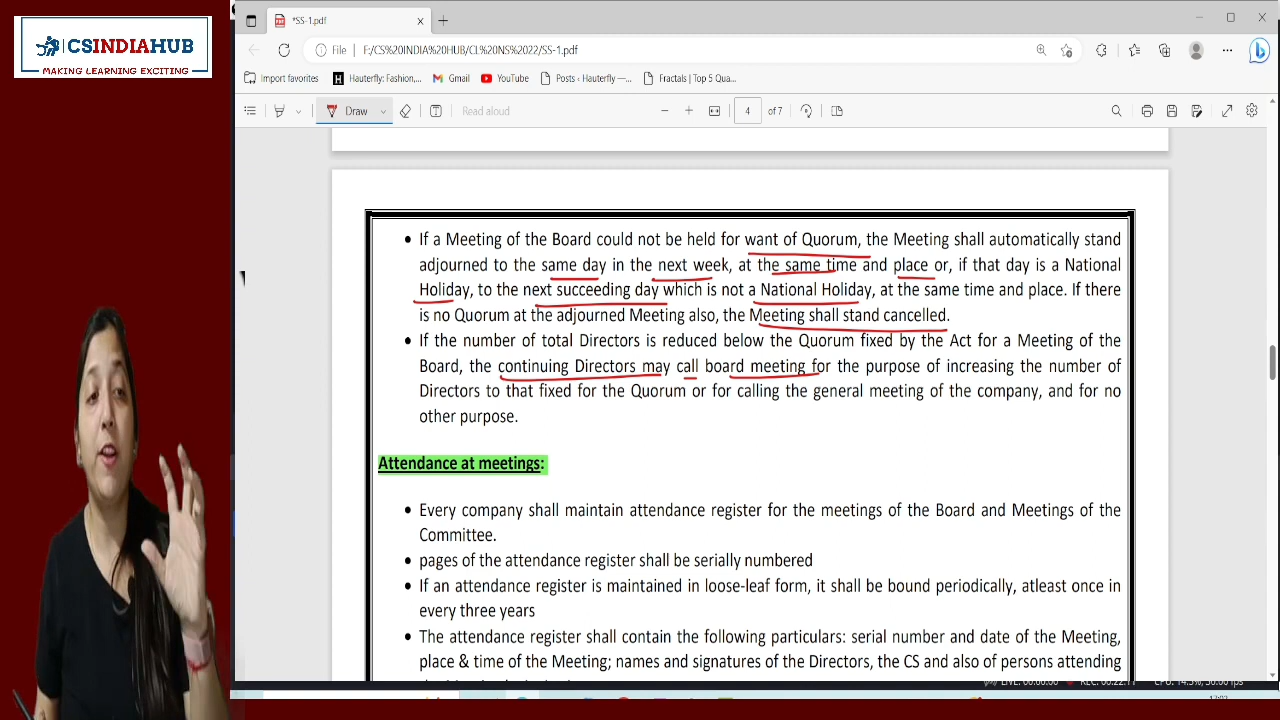 CSINDIAHUB
MAKING LEARNING EXCITING
*SS-1.pdf
File F:/CS%20INDIA%20HUB/CL%20NS%2022/SS-1.pdf
Import favorites Hauterfly: Fashion,... Gmail YouTube Posts ‹ Hauterfly —... Fractals | Top 5 Qua...
Draw Read aloud 4 of 7
• If a Meeting of the Board could not be held for want of Quorum, the Meeting shall automatically stand
adjourned to the same day in the next week, at the same time and place or, if that day is a National
Holiday, to the next succeeding day which is not a National Holiday, at the same time and place. If there
is no Quorum at the adjourned Meeting also, the Meeting shall stand cancelled.
• If the number of total Directors is reduced below the Quorum fixed by the Act for a Meeting of the
Board, the continuing Directors may call board meeting for the purpose of increasing the number of
Directors to that fixed for the Quorum or for calling the general meeting of the company, and for no
other purpose.
Attendance at meetings:
• Every company shall maintain attendance register for the meetings of the Board and Meetings of the
Committee.
• pages of the attendance register shall be serially numbered
• If an attendance register is maintained in loose-leaf form, it shall be bound periodically, atleast once in
every three years
• The attendance register shall contain the following particulars: serial number and date of the Meeting,
place & time of the Meeting; names and signatures of the Directors, the CS and also of persons attending